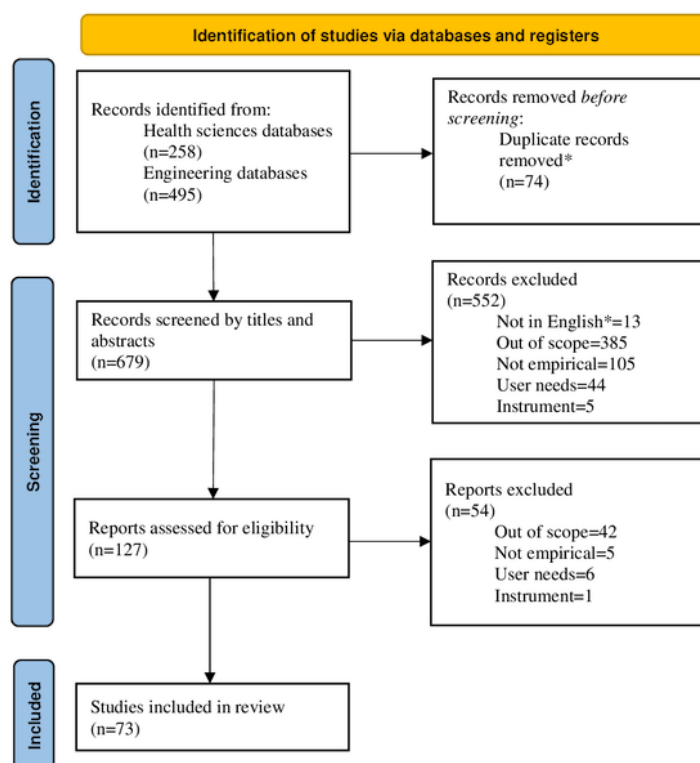 Identification of studies via databases and registers
Identification
Records identified from:
Health sciences databases
(n=258)
Engineering databases
(n=495)
Records removed before
screening:
Duplicate records
removed*
(n=74)
Screening
Records screened by titles and
abstracts
(n=679)
Records excluded
(n=552)
Not in English*=13
Out of scope=385
Not empirical=105
User needs=44
Instrument=5
Reports assessed for eligibility
(n=127)
Reports excluded
(n=54)
Out of scope=42
Not empirical=5
User needs=6
Instrument=1
Included
Studies included in review
(n=73)